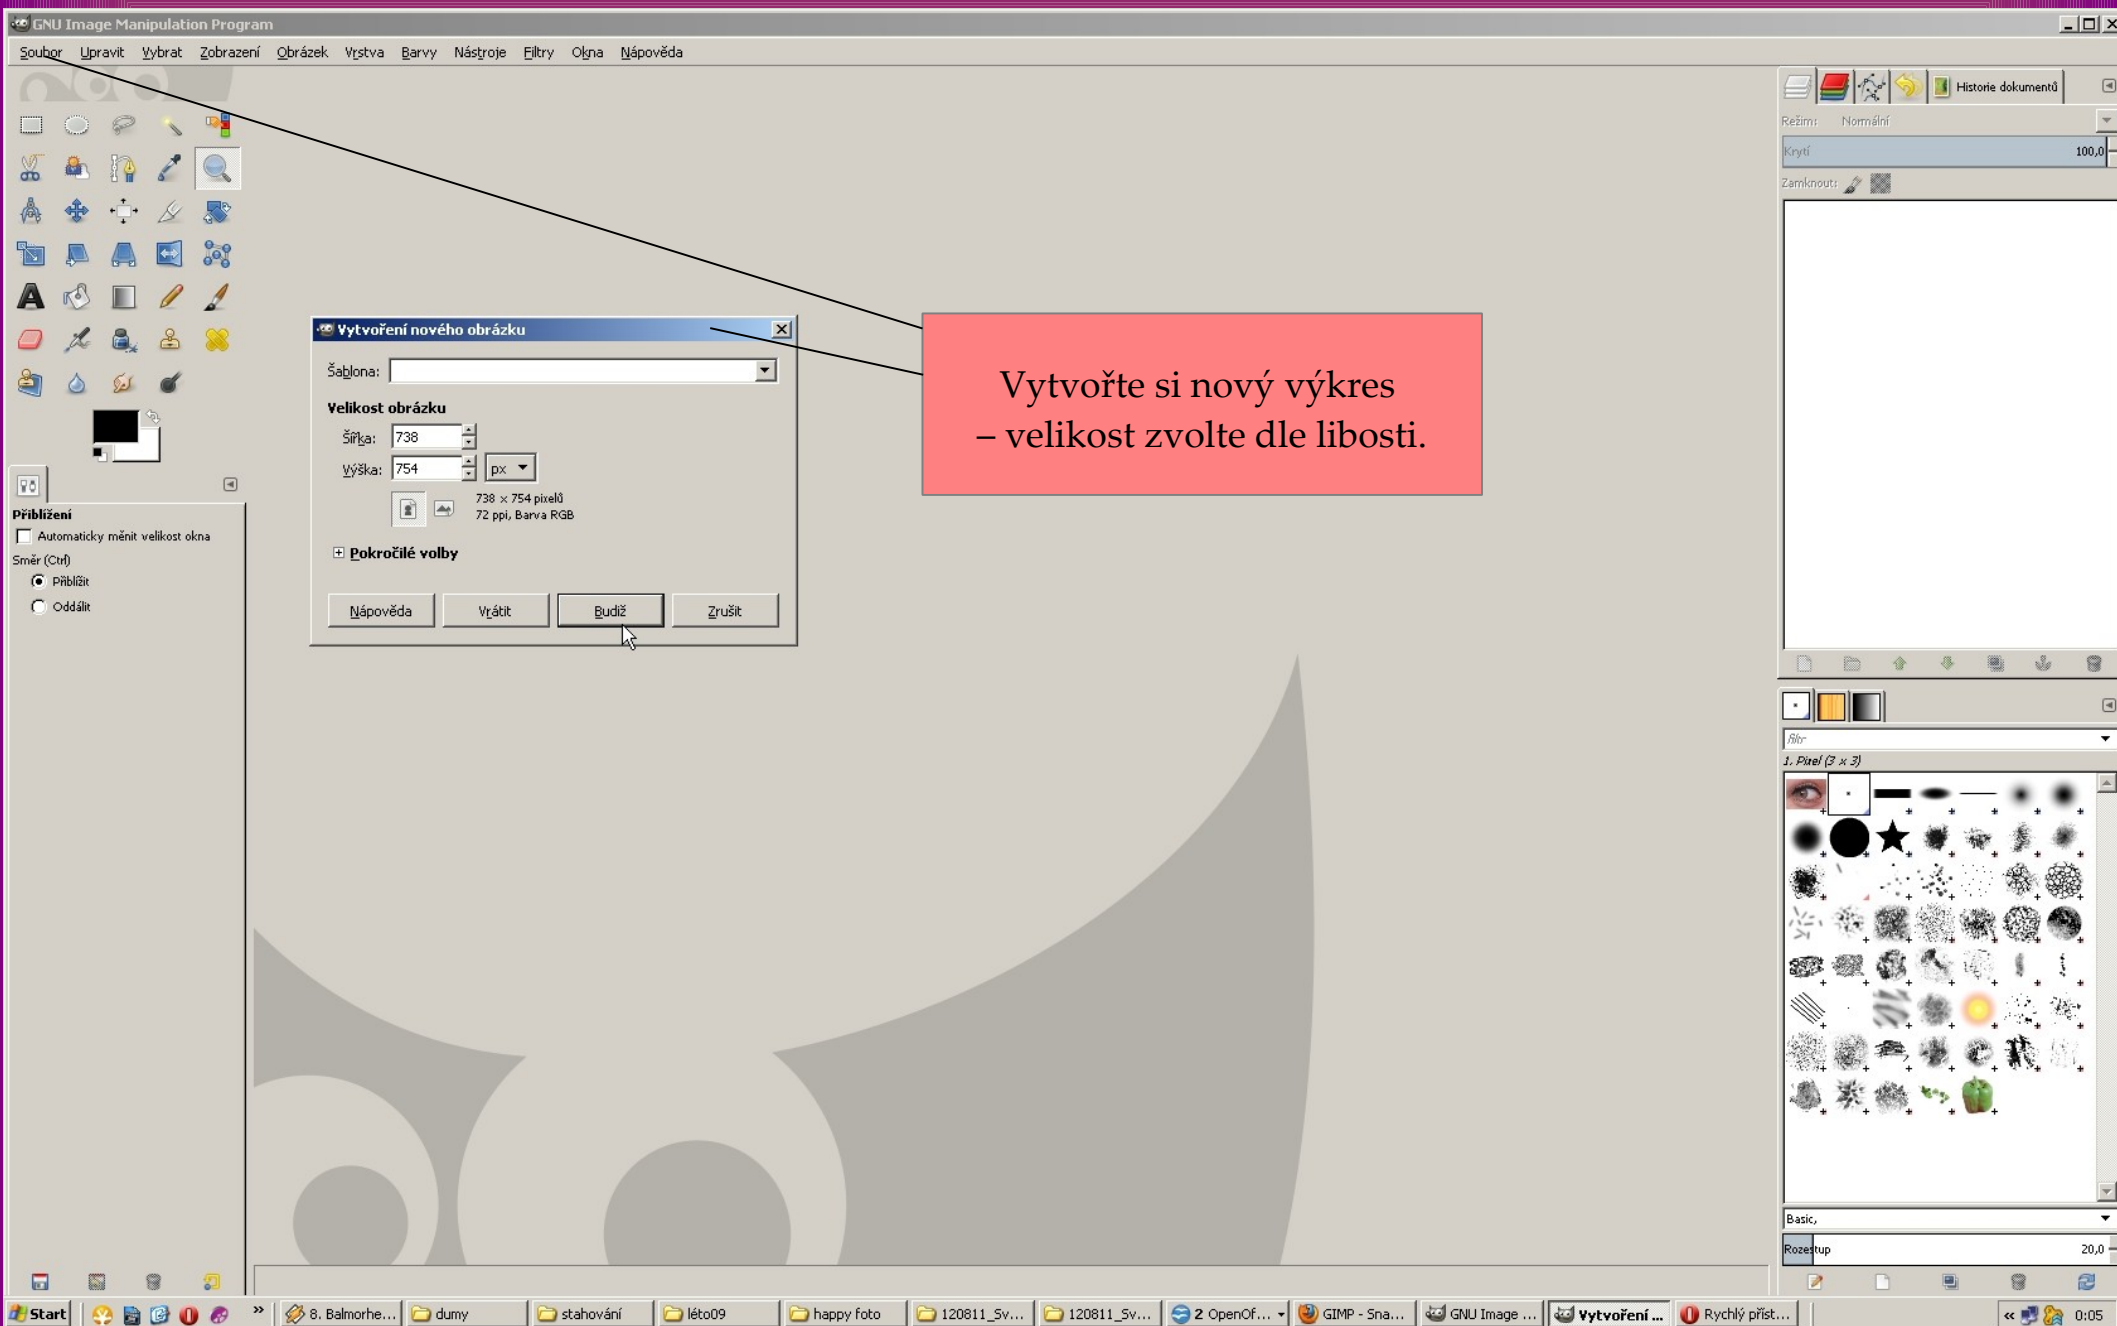 GNU Image Manipulation Program
Soubor Upravit Vybrat Zobrazení Obrázek Vrstva Barvy Nástroje Filtry Okna Nápověda
Historie dokumentů
Režim: Normální
Krytí 100,0
Zamknout:
Vytvoření nového obrázku
Šablona:
Velikost obrázku
Šířka: 738
Výška: 754 px
738 × 754 pixelů
72 ppi, Barva RGB
Pokročilé volby
Nápověda Vrátit Budiž Zrušit
Vytvořte si nový výkres
– velikost zvolte dle libosti.
Přiblížení
Automaticky měnit velikost okna
Směr (Ctrl)
Přiblížit
Oddálit
filtr
1. Pixel (3 × 3)
Basic,
Rozestup 20,0
Start » 8. Balmorhe... dumy stahování léto09 happy foto 120811_Sv... 120811_Sv... 2 OpenOf... GIMP - Sna... GNU Image ... Vytvoření ... Rychlý příst... « 0:05